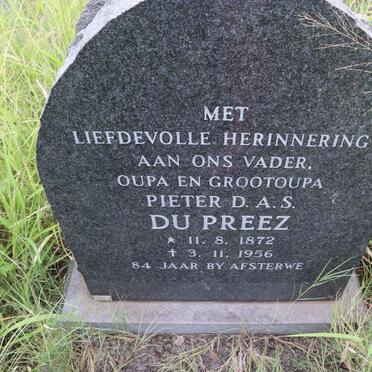 MET
LIEFDEVOLLE HERINNERING
AAN ONS VADER,
OUPA EN GROOTOUPA
PIETER D.A.S.
DU PREEZ
★ 11.8.1872
✝ 3.11.1956
84 JAAR BY AFSTERWE